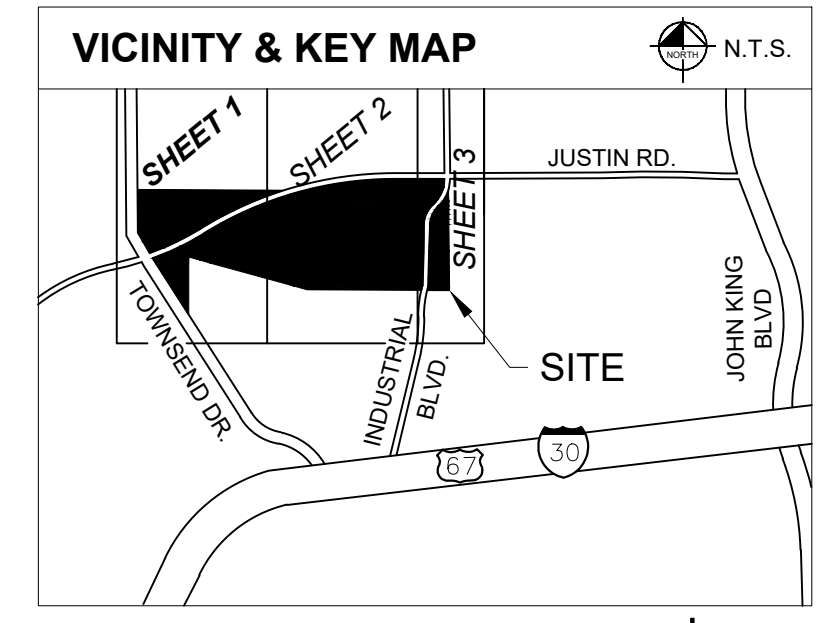 VICINITY & KEY MAP
NORTH
N.T.S.
SHEET 1
SHEET 2
SHEET 3
JUSTIN RD.
TOWNSEND DR.
INDUSTRIAL
BLVD.
JOHN KING
BLVD
SITE
67
30